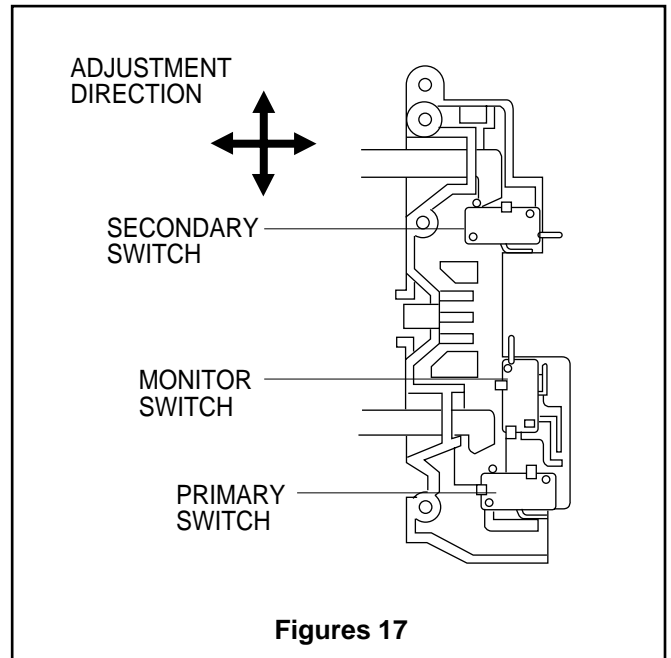 ADJUSTMENT
DIRECTION
SECONDARY
SWITCH
MONITOR
SWITCH
PRIMARY
SWITCH
Figures 17